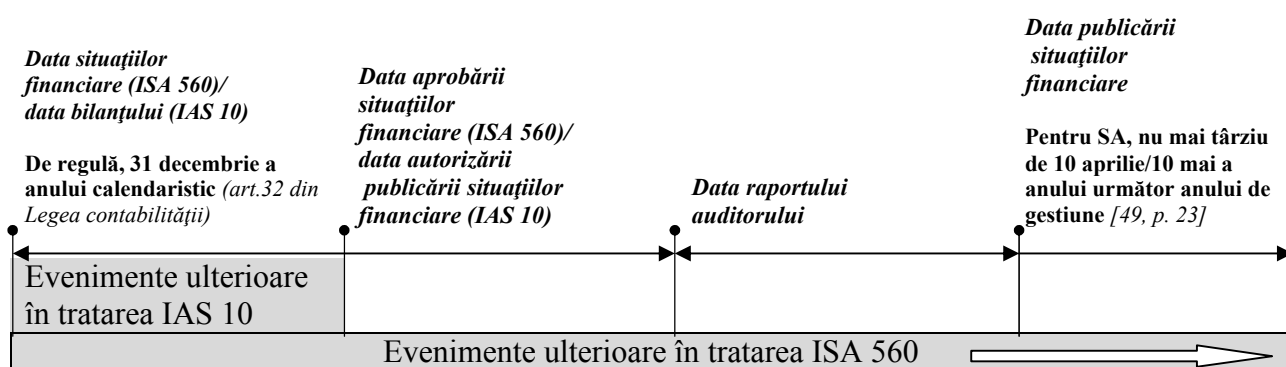 Data situaţiilor
financiare (ISA 560)/
data bilanţului (IAS 10)
De regulă, 31 decembrie a
anului calendaristic (art.32 din
Legea contabilităţii)
Data aprobării
situaţiilor
financiare (ISA 560)/
data autorizării
publicării situaţiilor
financiare (IAS 10)
Data raportului
auditorului
Data publicării
situaţiilor
financiare
Pentru SA, nu mai târziu
de 10 aprilie/10 mai a
anului următor anului de
gestiune [49, p. 23]
Evenimente ulterioare
în tratarea IAS 10
Evenimente ulterioare în tratarea ISA 560